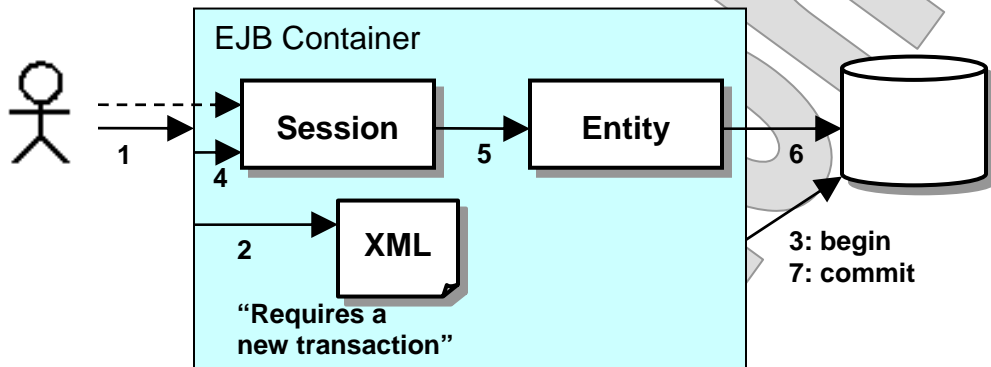 EJB Container
Session
Entity
1
4
5
6
2
XML
3: begin
7: commit
“Requires a
new transaction”